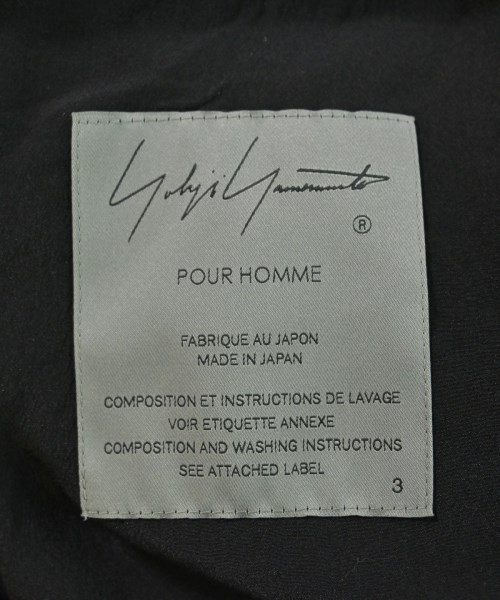 Yohji Yamamoto
®
POUR HOMME
FABRIQUE AU JAPON
MADE IN JAPAN
COMPOSITION ET INSTRUCTIONS DE LAVAGE
VOIR ETIQUETTE ANNEXE
COMPOSITION AND WASHING INSTRUCTIONS
SEE ATTACHED LABEL
3